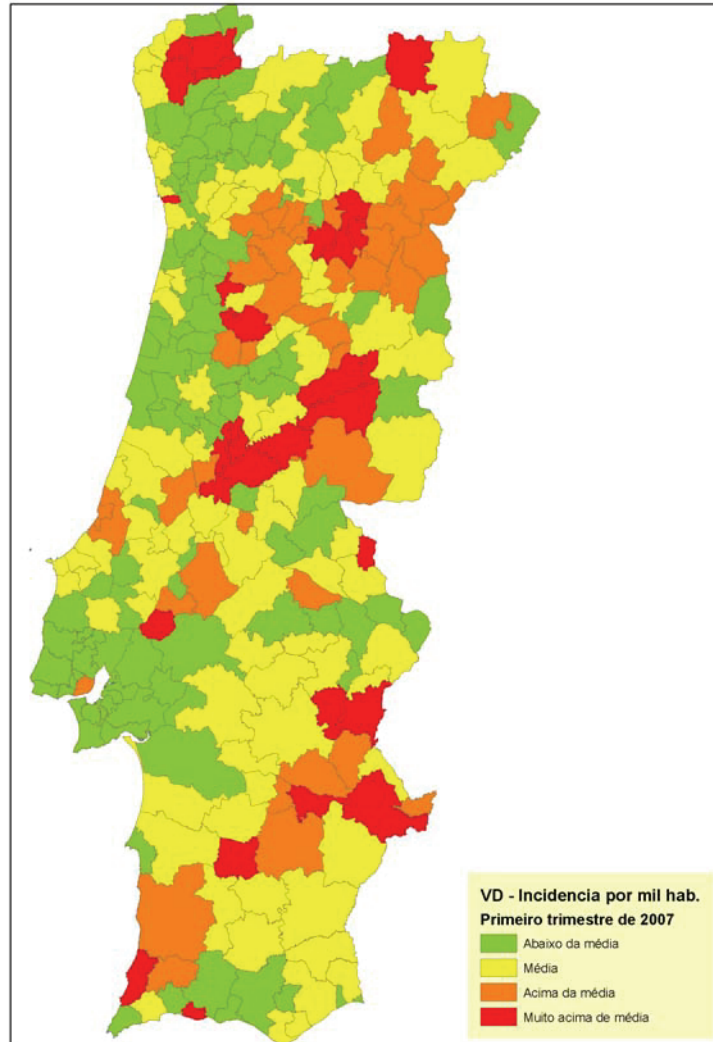 VD - Incidencia por mil hab.
Primeiro trimestre de 2007
Abaixo da média
Média
Acima da média
Muito acima de média